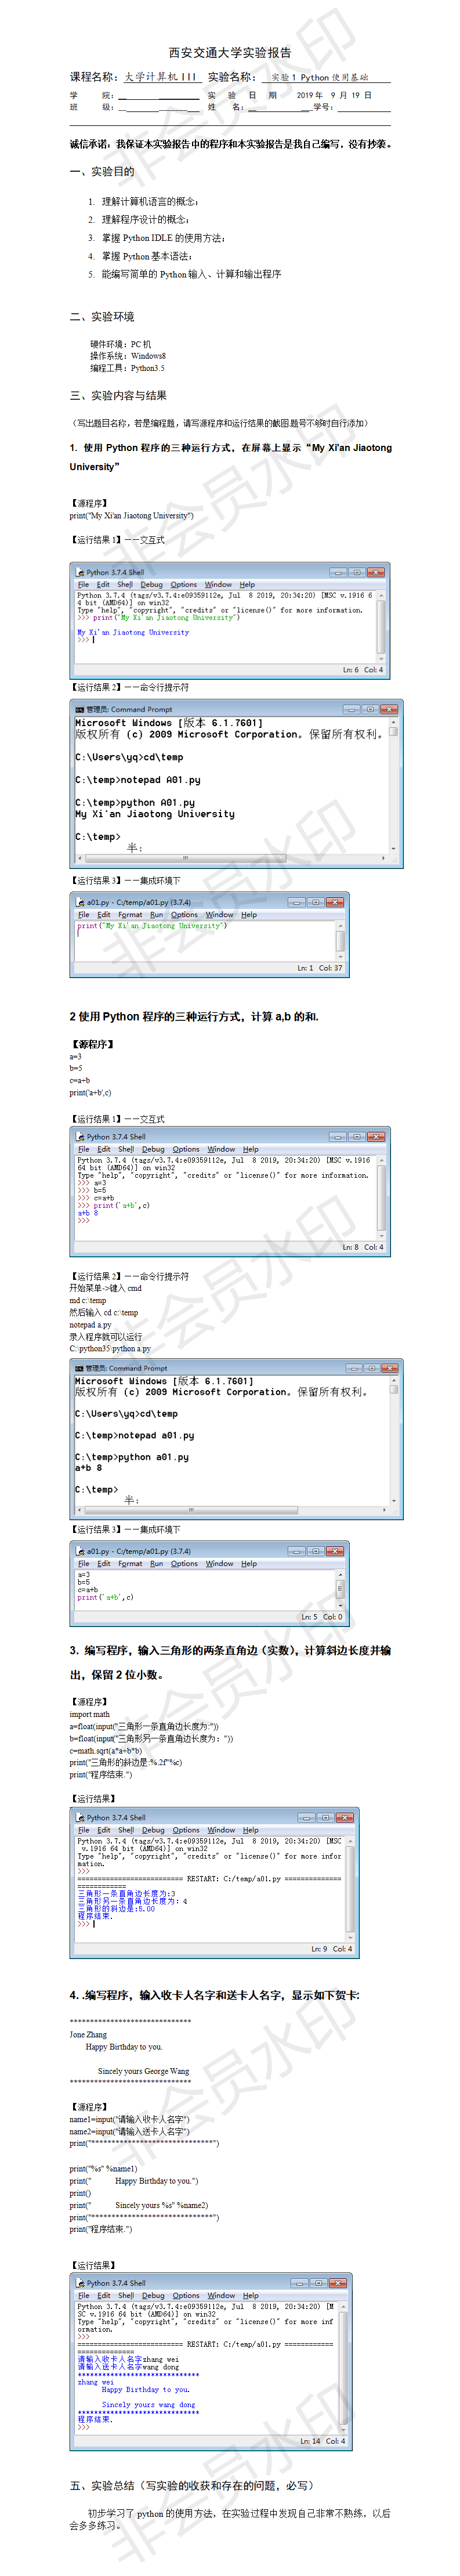 西安交通大学实验报告
课程名称：大学计算机III 实验名称： 实验1 Python使用基础
学 院： 实 验 日 期 2019年 9 月 19 日
班 级： 姓 名： 学号：
诚信承诺：我保证本实验报告中的程序和本实验报告是我自己编写，没有抄袭。
一、实验目的
1. 理解计算机语言的概念；
2. 理解程序设计的概念；
3. 掌握 Python IDLE 的使用方法；
4. 掌握 Python 基本语法；
5. 能编写简单的 Python 输入、计算和输出程序
二、实验环境
硬件环境：PC 机
操作系统：Windows8
编程工具：Python3.5
三、实验内容与结果
（写出题目名称，若是编程题，请写源程序和运行结果的截图.题号不够时自行添加）
1. 使用 Python 程序的三种运行方式，在屏幕上显示“My Xi'an Jiaotong
University”
【源程序】
print("My Xi'an Jiaotong University")
【运行结果 1】——交互式
Python 3.7.4 Shell
File Edit Shell Debug Options Window Help
Python 3.7.4 (tags/v3.7.4:e09359112e, Jul 8 2019, 20:34:20) [MSC v.1916 6
4 bit (AMD64)] on win32
Type "help", "copyright", "credits" or "license()" for more information.
>>> print("My Xi'an Jiaotong University")
My Xi'an Jiaotong University
>>>
Ln: 6 Col: 4
【运行结果 2】——命令行提示符
管理员: Command Prompt
Microsoft Windows [版本 6.1.7601]
版权所有 (c) 2009 Microsoft Corporation。保留所有权利。
C:\Users\yq>cd\temp
C:\temp>notepad A01.py
C:\temp>python A01.py
My Xi'an Jiaotong University
C:\temp>
半:
【运行结果 3】——集成环境下
a01.py - C:/temp/a01.py (3.7.4)
File Edit Format Run Options Window Help
print("My Xi'an Jiaotong University")
Ln: 1 Col: 37
2 使用 Python 程序的三种运行方式，计算 a,b 的和.
【源程序】
a=3
b=5
c=a+b
print('a+b',c)
【运行结果 1】——交互式
Python 3.7.4 Shell
File Edit Shell Debug Options Window Help
Python 3.7.4 (tags/v3.7.4:e09359112e, Jul 8 2019, 20:34:20) [MSC v.1916
64 bit (AMD64)] on win32
Type "help", "copyright", "credits" or "license()" for more information.
>>> a=3
>>> b=5
>>> c=a+b
>>> print('a+b',c)
a+b 8
>>>
Ln: 8 Col: 4
【运行结果 2】——命令行提示符
开始菜单->键入 cmd
md c:\temp
然后输入 cd c:\temp
notepad a.py
录入程序就可以运行
C:\python35\python a.py
管理员: Command Prompt
Microsoft Windows [版本 6.1.7601]
版权所有 (c) 2009 Microsoft Corporation。保留所有权利。
C:\Users\yq>cd\temp
C:\temp>notepad a01.py
C:\temp>python a01.py
a+b 8
C:\temp>
半:
【运行结果 3】——集成环境下
a01.py - C:/temp/a01.py (3.7.4)
File Edit Format Run Options Window Help
a=3
b=5
c=a+b
print('a+b',c)
Ln: 5 Col: 0
3. 编写程序，输入三角形的两条直角边（实数），计算斜边长度并输
出，保留 2 位小数。
【源程序】
import math
a=float(input("三角形一条直角边长度为:"))
b=float(input("三角形另一条直角边长度为："))
c=math.sqrt(a*a+b*b)
print("三角形的斜边是:%.2f"%c)
print("程序结束.")
【运行结果】
Python 3.7.4 Shell
File Edit Shell Debug Options Window Help
Python 3.7.4 (tags/v3.7.4:e09359112e, Jul 8 2019, 20:34:20) [MSC
v.1916 64 bit (AMD64)] on win32
Type "help", "copyright", "credits" or "license()" for more infor
mation.
>>>
========================== RESTART: C:/temp/a01.py ==============
============
三角形一条直角边长度为:3
三角形另一条直角边长度为：4
三角形的斜边是:5.00
程序结束.
>>>
Ln: 9 Col: 4
4. .编写程序，输入收卡人名字和送卡人名字，显示如下贺卡:
******************************
Jone Zhang
Happy Birthday to you.
Sincely yours George Wang
******************************
【源程序】
name1=input("请输入收卡人名字")
name2=input("请输入送卡人名字")
print("******************************")
print("%s" %name1)
print(" Happy Birthday to you.")
print()
print(" Sincely yours %s" %name2)
print("******************************")
print("程序结束.")
【运行结果】
Python 3.7.4 Shell
File Edit Shell Debug Options Window Help
Python 3.7.4 (tags/v3.7.4:e09359112e, Jul 8 2019, 20:34:20) [M
SC v.1916 64 bit (AMD64)] on win32
Type "help", "copyright", "credits" or "license()" for more inf
ormation.
>>>
========================== RESTART: C:/temp/a01.py ============
==============
请输入收卡人名字zhang wei
请输入送卡人名字wang dong
******************************
zhang wei
Happy Birthday to you.
Sincely yours wang dong
******************************
程序结束.
>>>
Ln: 14 Col: 4
五、实验总结（写实验的收获和存在的问题，必写）
初步学习了 python 的使用方法，在实验过程中发现自己非常不熟练，以后
会多多练习。
非会员水印
非会员水印
非会员水印
非会员水印
非会员水印
非会员水印
非会员水印